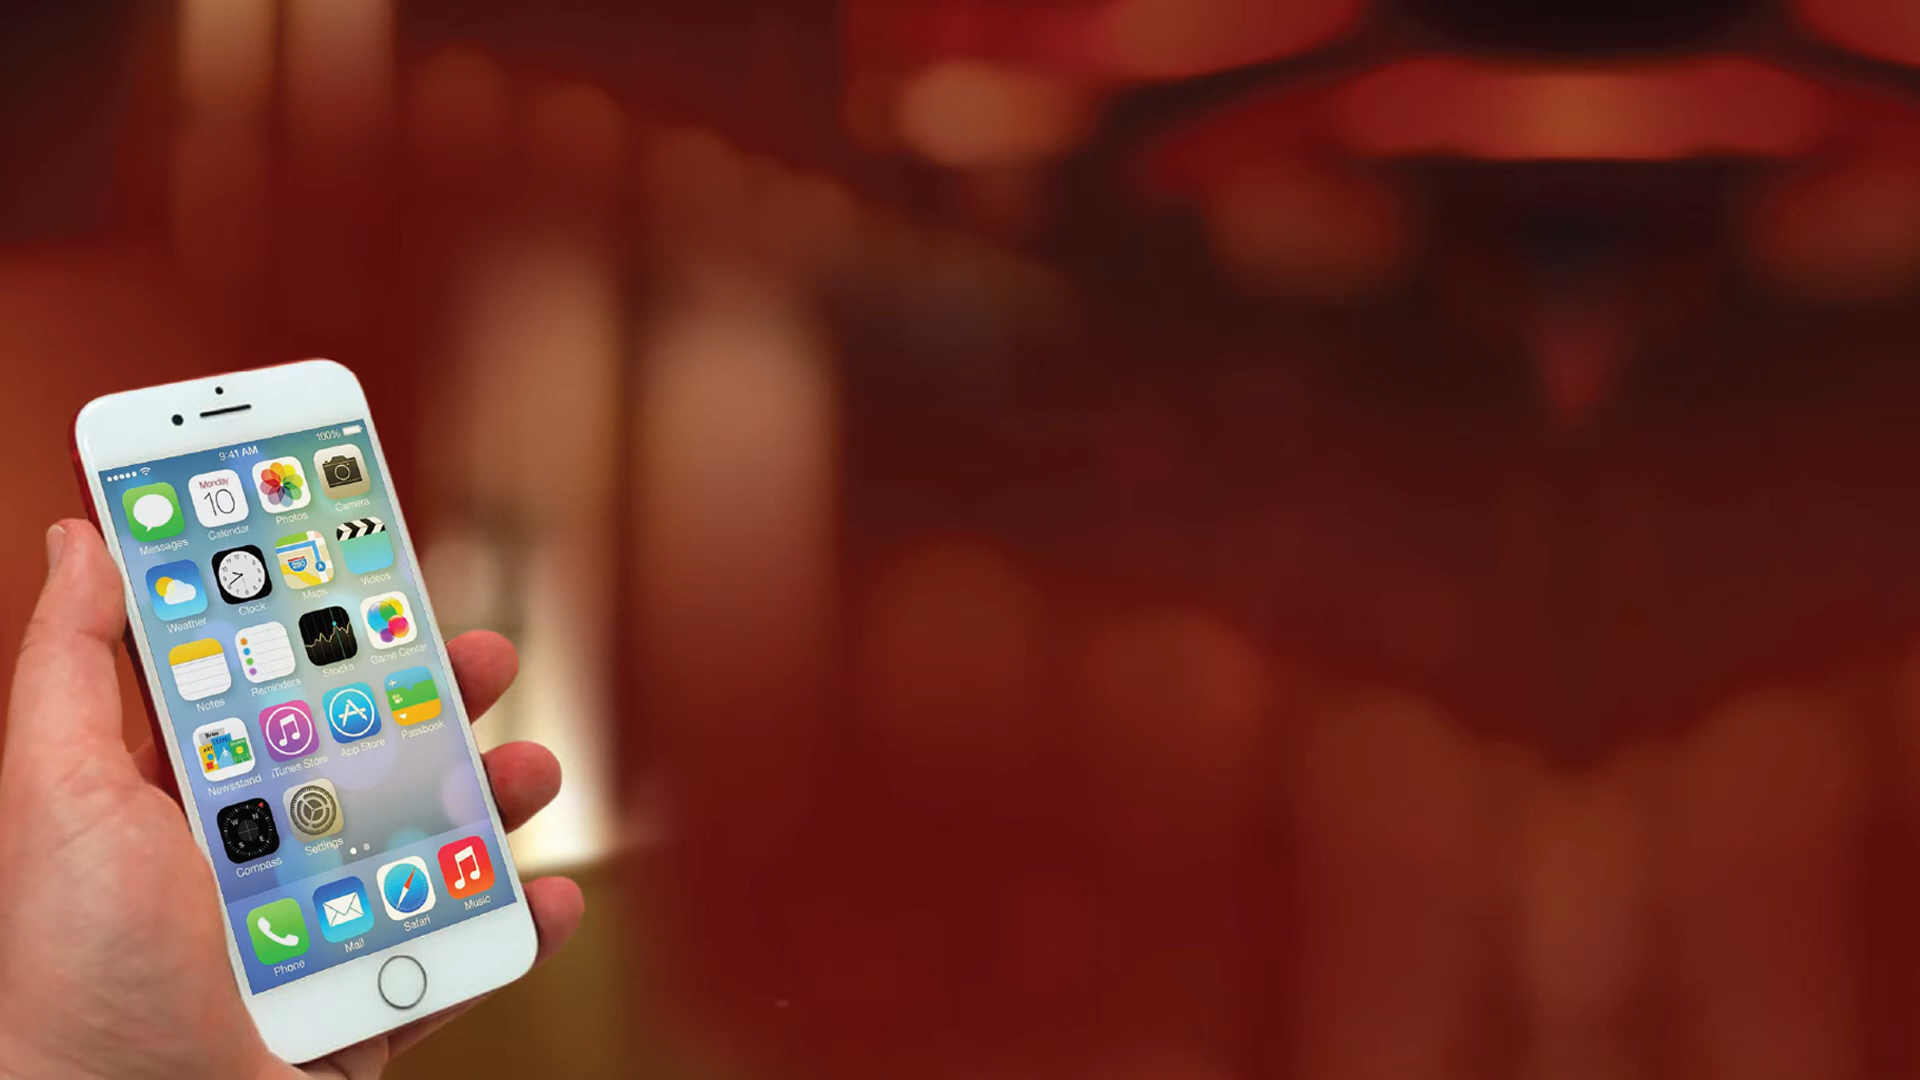 9:41 AM
100%
Messages
Monday
10
Calendar
Photos
Camera
Weather
Clock
280
Maps
Videos
Notes
Reminders
Stocks
Game Center
Newsstand
iTunes Store
App Store
Passbook
W N
S E
Compass
Settings
Phone
Mail
Safari
Music